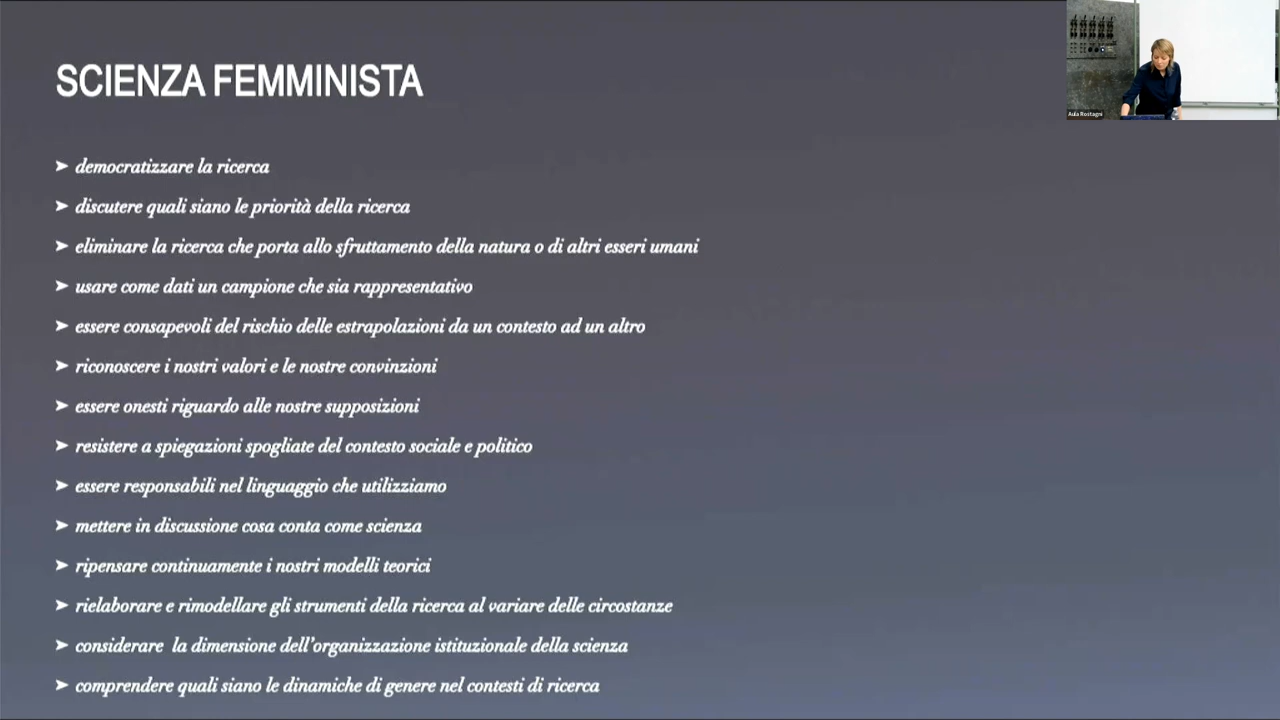 SCIENZA FEMMINISTA
➤ democratizzare la ricerca
➤ discutere quali siano le priorità della ricerca
➤ eliminare la ricerca che porta allo sfruttamento della natura o di altri esseri umani
➤ usare come dati un campione che sia rappresentativo
➤ essere consapevoli del rischio delle estrapolazioni da un contesto ad un altro
➤ riconoscere i nostri valori e le nostre convinzioni
➤ essere onesti riguardo alle nostre supposizioni
➤ resistere a spiegazioni spogliate del contesto sociale e politico
➤ essere responsabili nel linguaggio che utilizziamo
➤ mettere in discussione cosa conta come scienza
➤ ripensare continuamente i nostri modelli teorici
➤ rielaborare e rimodellare gli strumenti della ricerca al variare delle circostanze
➤ considerare la dimensione dell'organizzazione istituzionale della scienza
➤ comprendere quali siano le dinamiche di genere nel contesti di ricerca
Aula Rostagni